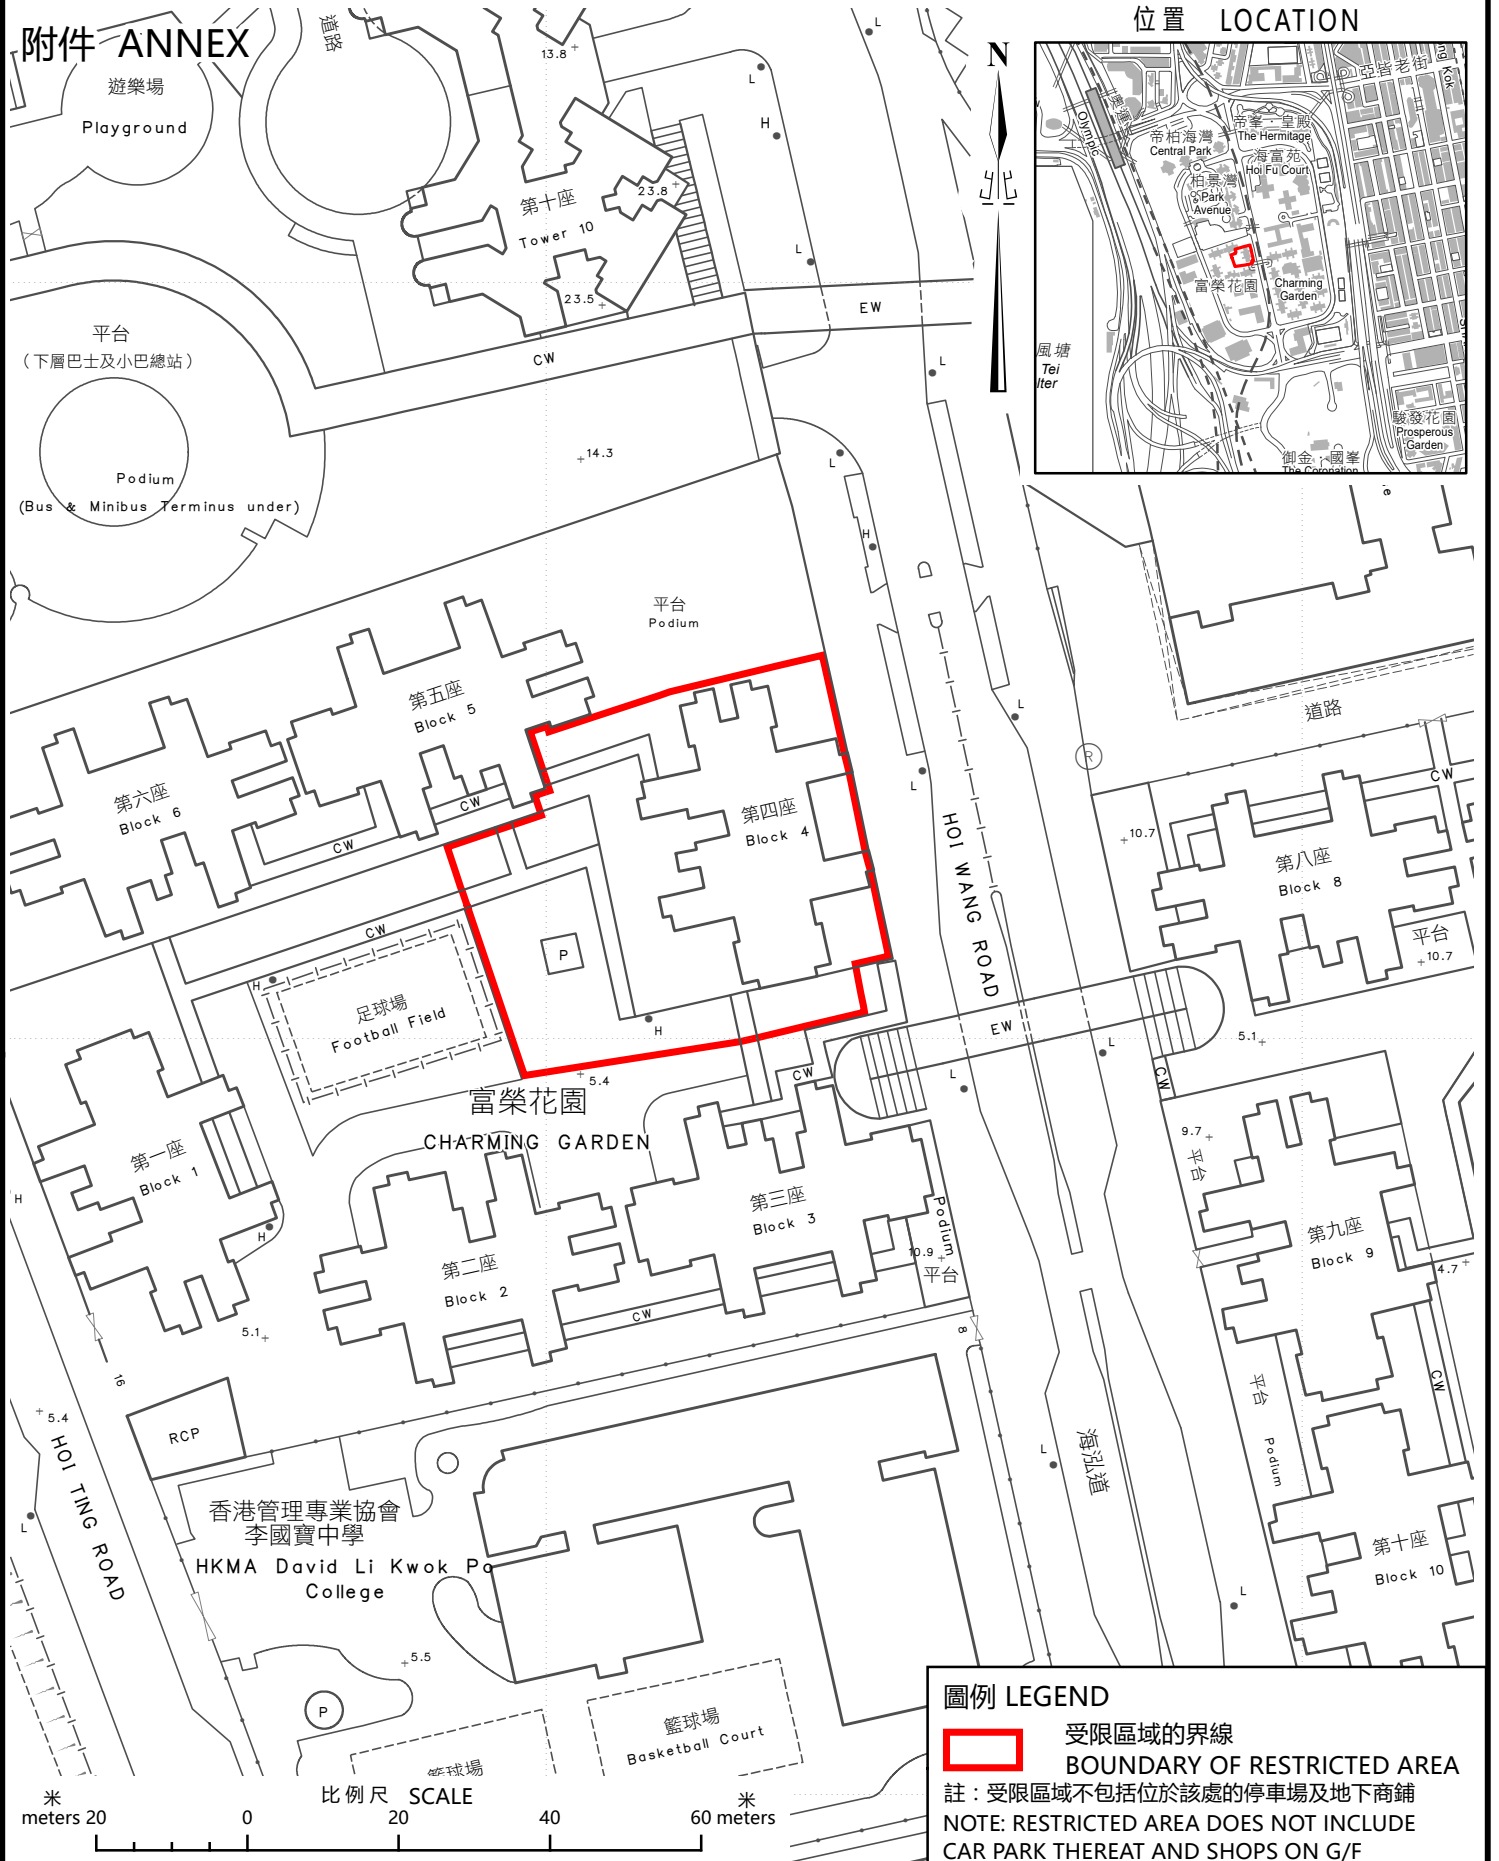 附件 ANNEX
位置 LOCATION
N
北
亞皆老街
奧運
Olympic
帝峯．皇殿
The Hermitage
帝柏海灣
Central Park
海富苑
Hoi Fu Court
柏景灣
Park
Avenue
富榮花園
Charming
Garden
風塘
Tei
lter
駿發花園
Prosperous
Garden
御金．國峯
The Coronation
道路
13.8
遊樂場
Playground
L
H
第十座
Tower 10
23.8
23.5
L
EW
CW
平台
（下層巴士及小巴總站）
Podium
(Bus & Minibus Terminus under)
14.3
L
L
H
平台
Podium
第五座
Block 5
第六座
Block 6
CW
CW
第四座
Block 4
L
L
HOI WANG ROAD
道路
R
CW
10.7
第八座
Block 8
平台
10.7
CW
P
H
足球場
Football Field
H
5.4
EW
5.1
L
L
CW
CW
富榮花園
CHARMING GARDEN
第一座
Block 1
H
H
第二座
Block 2
第三座
Block 3
Podium
10.9
平台
9.7
平台
第九座
Block 9
4.7
CW
5.1
CW
8
16
5.4
RCP
HOI TING ROAD
L
平台
Podium
CW
海泓道
L
香港管理專業協會
李國寶中學
HKMA David Li Kwok Po
College
第十座
Block 10
L
5.5
P
籃球場
Basketball Court
籃球場
比例尺 SCALE
米
meters 20 0 20 40 60 meters
米
圖例 LEGEND
受限區域的界線
BOUNDARY OF RESTRICTED AREA
註：受限區域不包括位於該處的停車場及地下商鋪
NOTE: RESTRICTED AREA DOES NOT INCLUDE
CAR PARK THEREAT AND SHOPS ON G/F